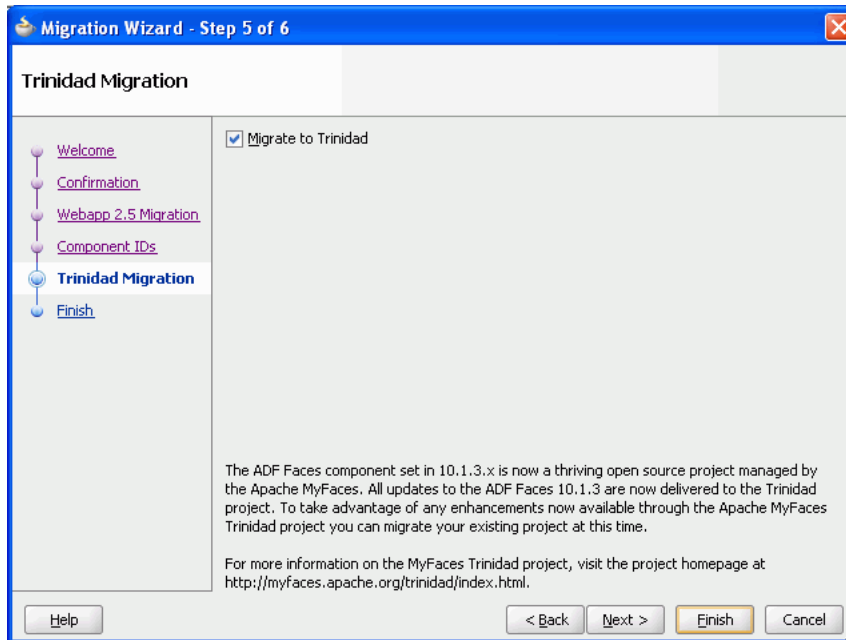 Migration Wizard - Step 5 of 6
Trinidad Migration
Welcome
Confirmation
Webapp 2.5 Migration
Component IDs
Trinidad Migration
Finish
Migrate to Trinidad
The ADF Faces component set in 10.1.3.x is now a thriving open source project managed by
the Apache MyFaces. All updates to the ADF Faces 10.1.3 are now delivered to the Trinidad
project. To take advantage of any enhancements now available through the Apache MyFaces
Trinidad project you can migrate your existing project at this time.
For more information on the MyFaces Trinidad project, visit the project homepage at
http://myfaces.apache.org/trinidad/index.html.
Help
< Back
Next >
Finish
Cancel